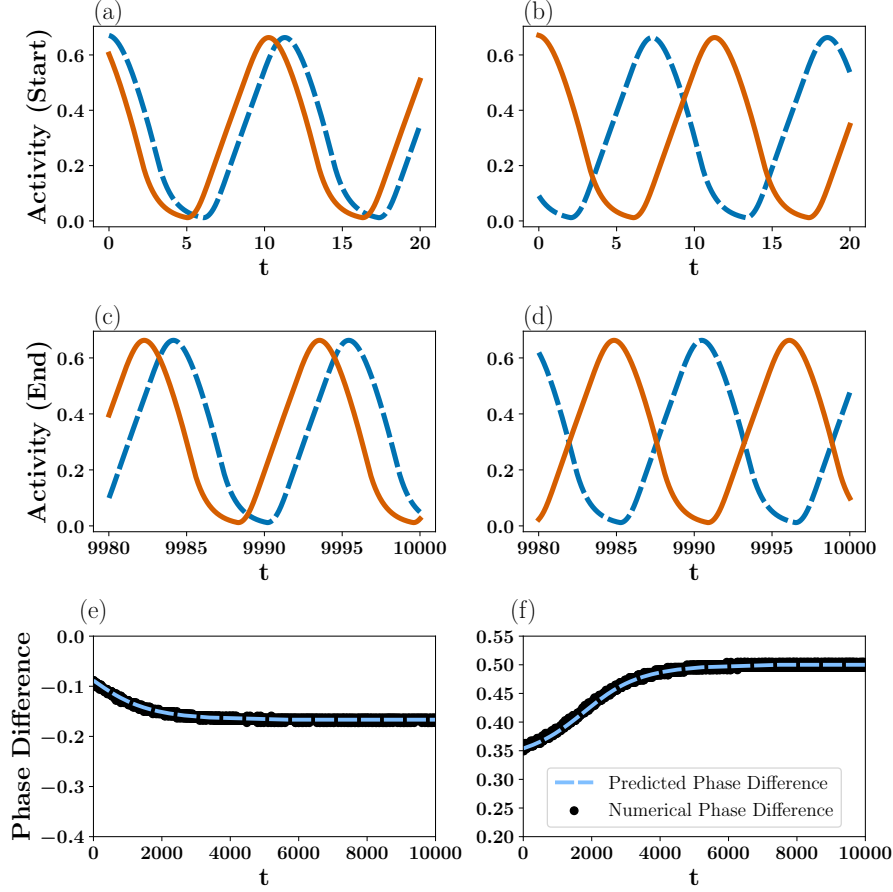 (a)
(b)
Activity (Start)
0.6
0.4
0.2
0.0
0.6
0.4
0.2
0.0
0 5 10 15 20
0 5 10 15 20
t
t
(c)
(d)
Activity (End)
0.6
0.4
0.2
0.0
0.6
0.4
0.2
0.0
9980 9985 9990 9995 10000
9980 9985 9990 9995 10000
t
t
(e)
(f)
Phase Difference
0.0
−0.1
−0.2
−0.3
−0.4
0.55
0.50
0.45
0.40
0.35
0.30
0.25
0.20
Predicted Phase Difference
Numerical Phase Difference
0 2000 4000 6000 8000 10000
0 2000 4000 6000 8000 10000
t
t